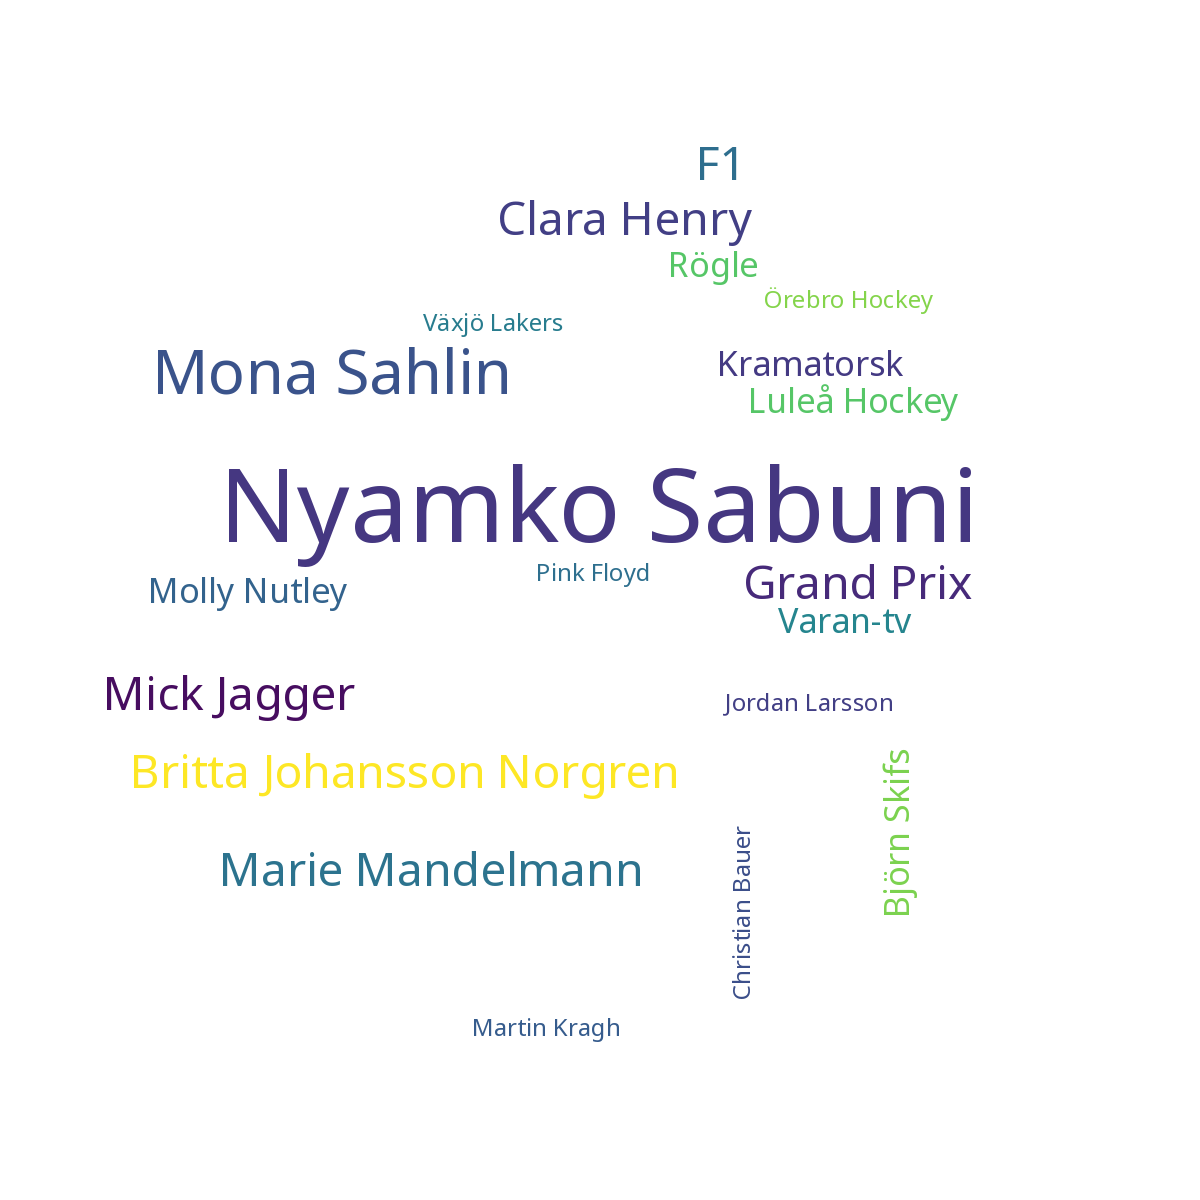 F1
Clara Henry
Rögle
Örebro Hockey
Växjö Lakers
Mona Sahlin
Kramatorsk
Luleå Hockey
Nyamko Sabuni
Pink Floyd
Molly Nutley
Grand Prix
Varan-tv
Mick Jagger
Jordan Larsson
Britta Johansson Norgren
Björn Skifs
Marie Mandelmann
Christian Bauer
Martin Kragh